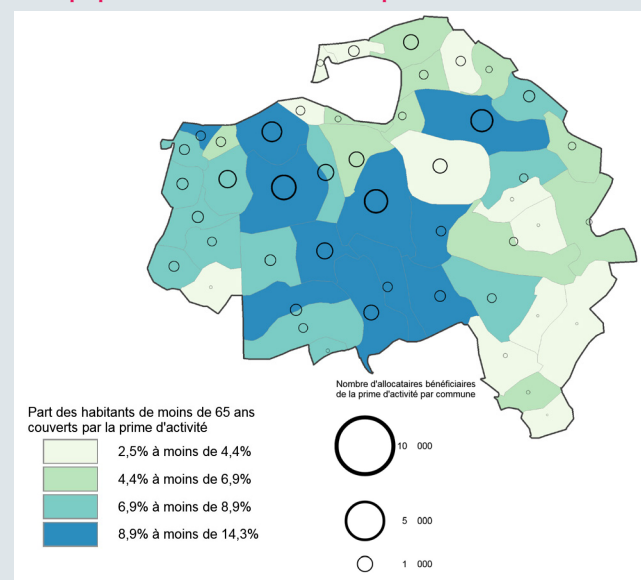 Part des habitants de moins de 65 ans
couverts par la prime d'activité
2,5% à moins de 4,4%
4,4% à moins de 6,9%
6,9% à moins de 8,9%
8,9% à moins de 14,3%
Nombre d'allocataires bénéficiaires
de la prime d'activité par commune
10 000
5 000
1 000